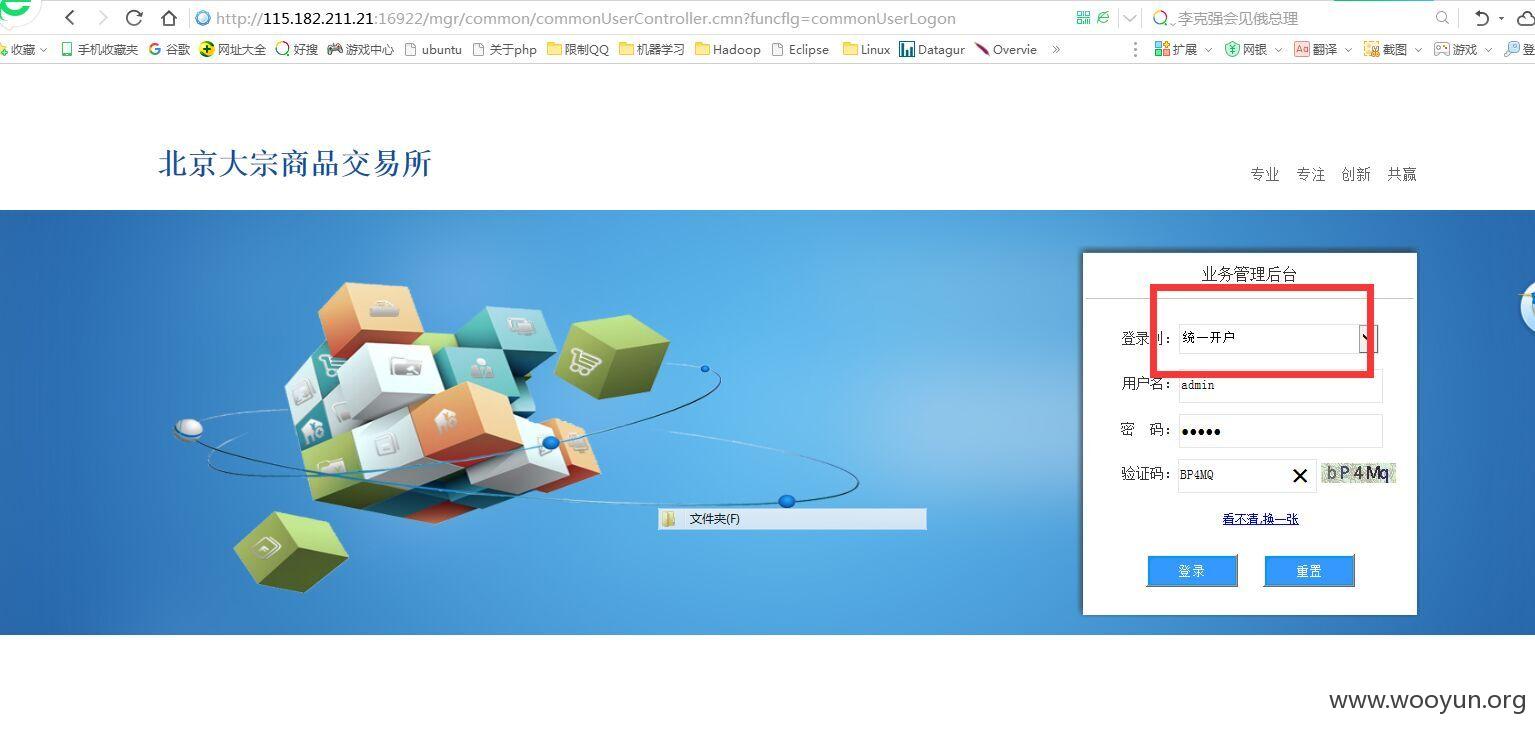 http://115.182.211.21:16922/mgr/common/commonUserController.cmn?funcflg=commonUserLogon 李克强会见俄总理
收藏 手机收藏夹 谷歌 网址大全 好搜 游戏中心 ubuntu 关于php 限制QQ 机器学习 Hadoop Eclipse Linux Datagur Overvie » 扩展 网银 Aa 翻译 截图 游戏 登
北京大宗商品交易所
专业 专注 创新 共赢
业务管理后台
登录到： 统一开户
用户名： admin
密 码： ●●●●●
验证码： BP4MQ bP4Mq
文件夹(F)
看不清,换一张
登录 重置
www.wooyun.org